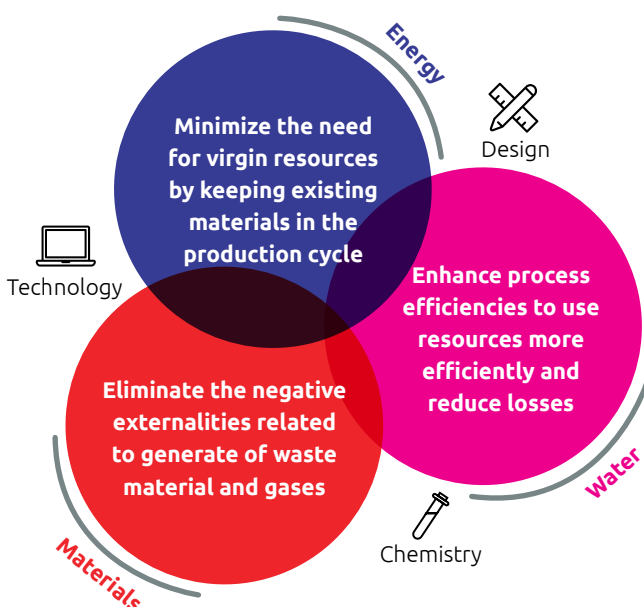 Energy
Minimize the need
for virgin resources
by keeping existing
materials in the
production cycle
Design
Technology
Enhance process
efficiencies to use
resources more
efficiently and
reduce losses
Eliminate the negative
externalities related
to generate of waste
material and gases
Water
Chemistry
Materials